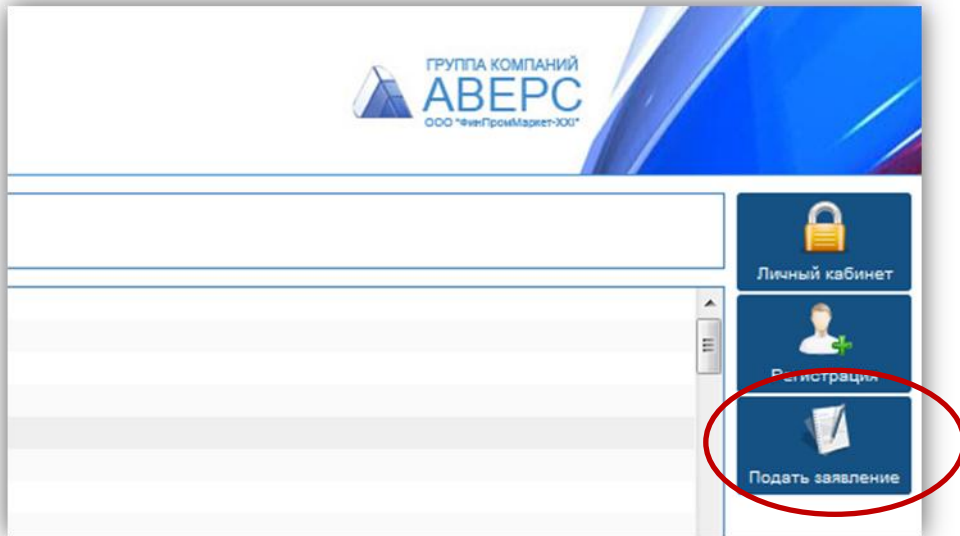 ГРУППА КОМПАНИЙ
АВЕРС
ООО "ФинПромМаркет-XXI"
Личный кабинет
Регистрация
Подать заявление